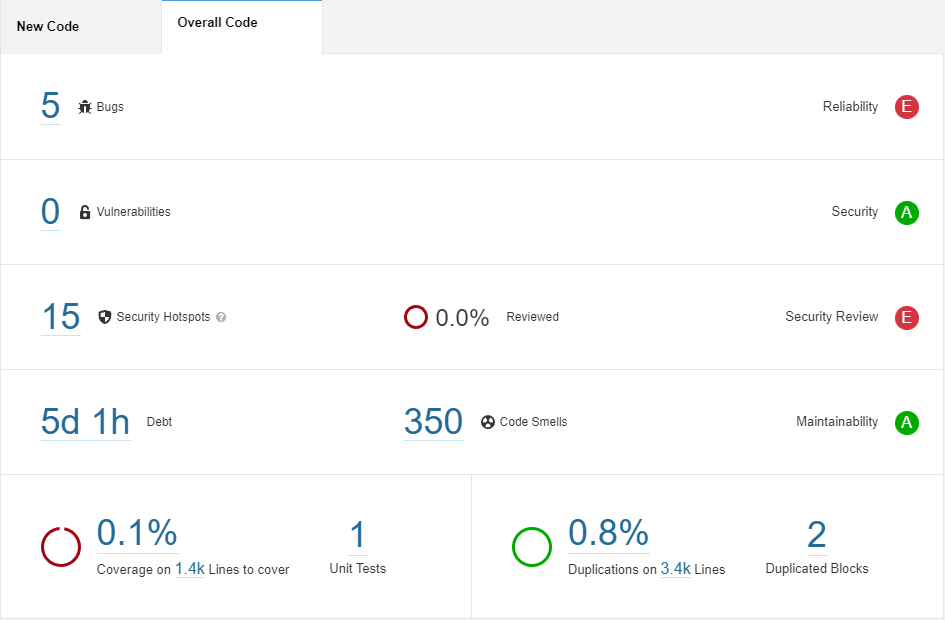 New Code
Overall Code
5 Bugs
Reliability E
0 Vulnerabilities
Security A
15 Security Hotspots ?
0.0% Reviewed
Security Review E
5d 1h Debt
350 Code Smells
Maintainability A
0.1%
Coverage on 1.4k Lines to cover
1
Unit Tests
0.8%
Duplications on 3.4k Lines
2
Duplicated Blocks